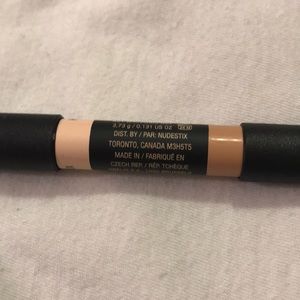 3.73 g / 0.131 US OZ
DIST. BY / PAR: NUDESTIX
TORONTO, CANADA M3H5T5
MADE IN / FABRIQUÉ EN
CZECH REP. / RÉP. TCHÈQUE